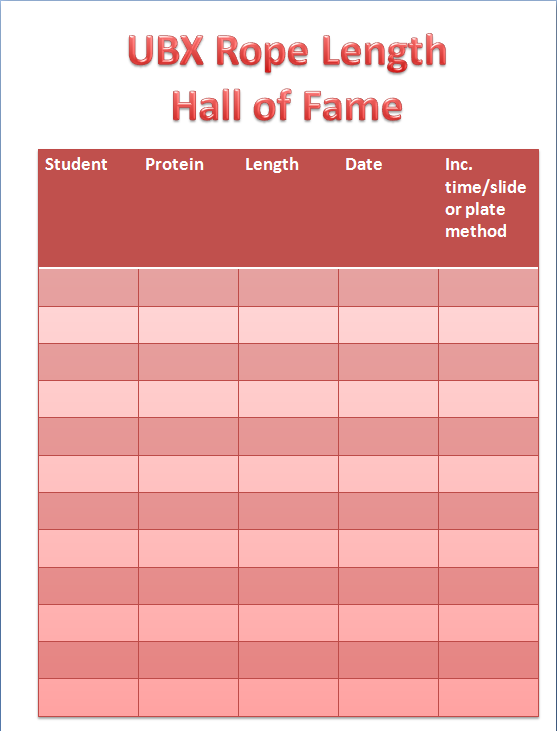 UBX Rope Length
Hall of Fame
Student Protein Length Date Inc.
time/slide
or plate
method